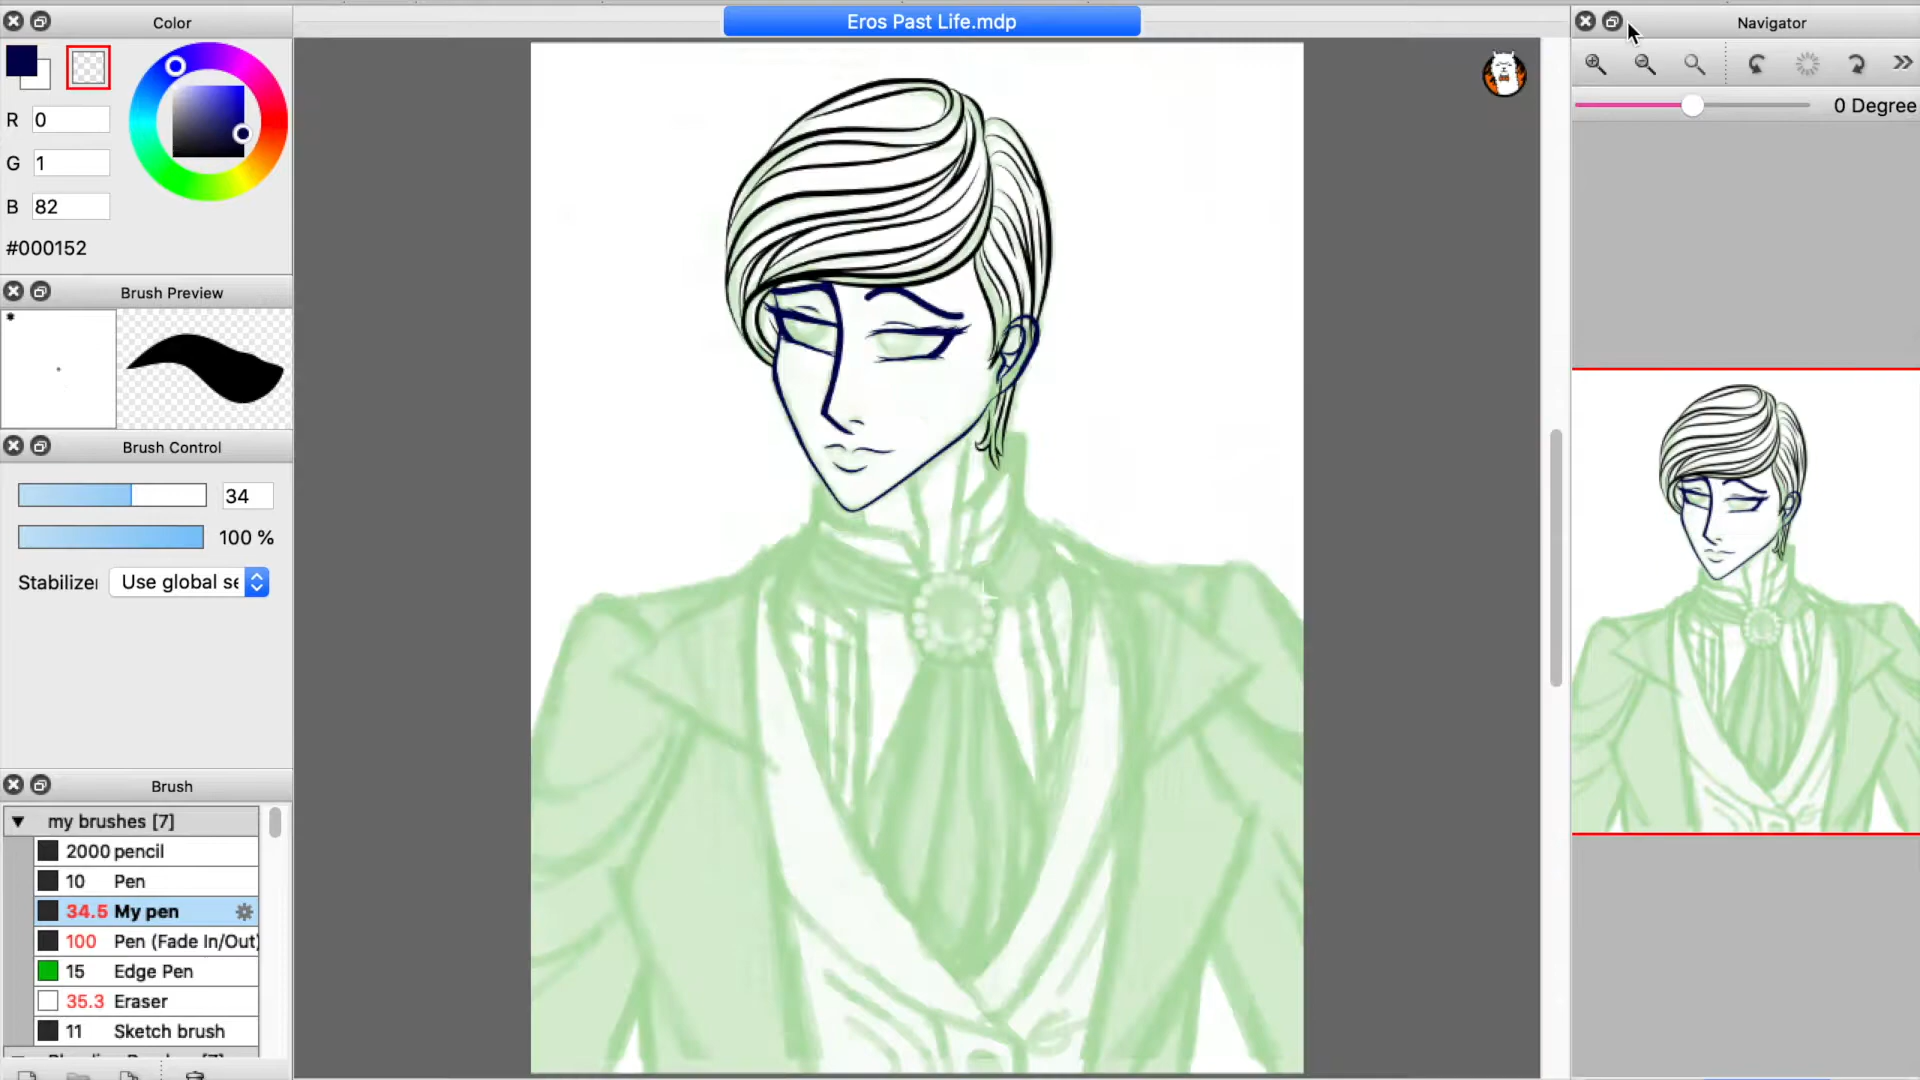 Color
Eros Past Life.mdp
Navigator
R 0
G 1
B 82
#000152
0 Degree
Brush Preview
Brush Control
34
100 %
Stabilizer Use global se
Brush
my brushes [7]
2000 pencil
10 Pen
34.5 My pen
100 Pen (Fade In/Out)
15 Edge Pen
35.3 Eraser
11 Sketch brush